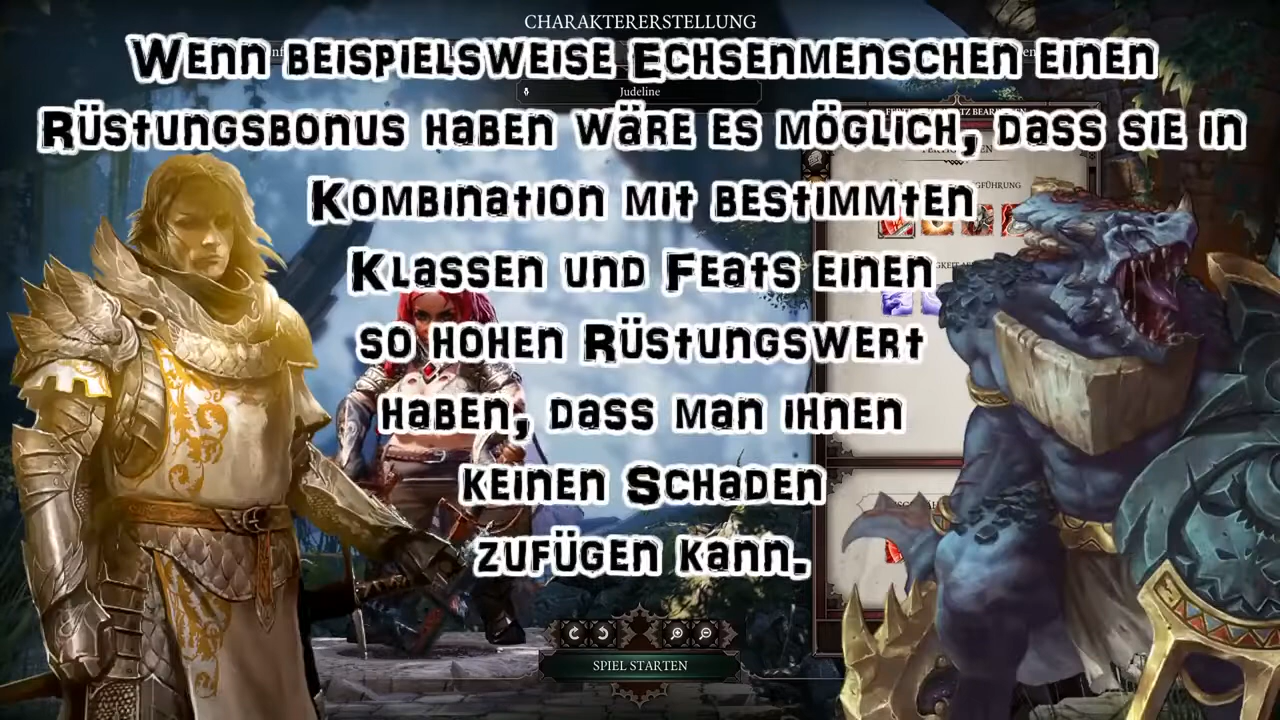 CHARAKTERERSTELLUNG
Wenn beispielsweise Echsenmenschen einen
Judeline
Rüstungsbonus haben wäre es möglich, dass sie in
Kombination mit bestimmten
Klassen und Feats einen
so hohen Rüstungswert
haben, dass man ihnen
keinen Schaden
zufügen kann.
SPIEL STARTEN